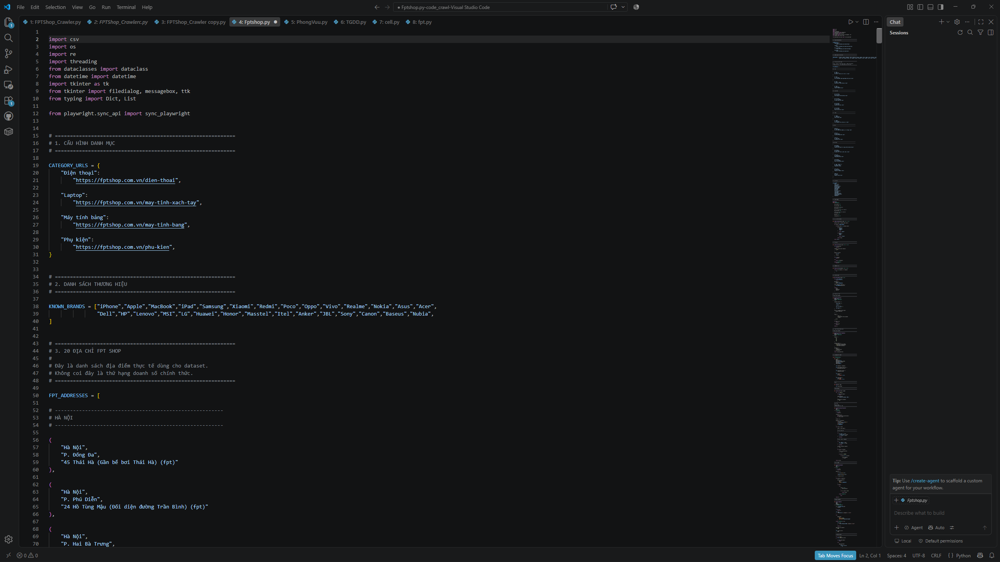 File Edit Selection View Go Run Terminal Help
● Fptshop.py-code_crawl-Visual Studio Code
1: FPTShop_Crawler.py 2: FPTShop_Crawlerc.py 3: FPTShop_Crawler copy.py 4: Fptshop.py 5: PhongVuu.py 6: TGDD.py 7: cell.py 8: fpt.py
1
2 import csv
3 import os
4 import re
5 import threading
6 from dataclasses import dataclass
7 from datetime import datetime
8 import tkinter as tk
9 from tkinter import filedialog, messagebox, ttk
10 from typing import Dict, List
11
12 from playwright.sync_api import sync_playwright
13
14
15 # ============================================================
16 # 1. CẤU HÌNH DANH MỤC
17 # ============================================================
18
19 CATEGORY_URLS = {
20 "Điện thoại":
21 "https://fptshop.com.vn/dien-thoai",
22
23 "Laptop":
24 "https://fptshop.com.vn/may-tinh-xach-tay",
25
26 "Máy tính bảng":
27 "https://fptshop.com.vn/may-tinh-bang",
28
29 "Phụ kiện":
30 "https://fptshop.com.vn/phu-kien",
31 }
32
33
34 # ============================================================
35 # 2. DANH SÁCH THƯƠNG HIỆU
36 # ============================================================
37
38 KNOWN_BRANDS = ["iPhone","Apple","MacBook","iPad","Samsung","Xiaomi","Redmi","Poco","Oppo","Vivo","Realme","Nokia","Asus","Acer",
39 "Dell","HP","Lenovo","MSI","LG","Huawei","Honor","Masstel","Itel","Anker","JBL","Sony","Canon","Baseus","Nubia",
40 ]
41
42
43 # ============================================================
44 # 3. 20 ĐỊA CHỈ FPT SHOP
45 #
46 # Đây là danh sách địa điểm thực tế dùng cho dataset.
47 # Không coi đây là thứ hạng doanh số chính thức.
48 # ============================================================
49
50 FPT_ADDRESSES = [
51
52 # --------------------------------------------------------
53 # HÀ NỘI
54 # --------------------------------------------------------
55
56 (
57 "Hà Nội",
58 "P. Đống Đa",
59 "45 Thái Hà (Gần bể bơi Thái Hà) (fpt)"
60 ),
61
62 (
63 "Hà Nội",
64 "P. Phú Diễn",
65 "24 Hồ Tùng Mậu (Đối diện đường Trần Bình) (fpt)"
66 ),
67
68 (
69 "Hà Nội",
70 "P. Hai Bà Trưng",
Chat
Sessions
Tip: Use /create-agent to scaffold a custom
agent for your workflow.
Fptshop.py
Describe what to build
Agent Auto
Local Default permissions
1
1
0 0
Tab Moves Focus Ln 2, Col 1 Spaces: 4 UTF-8 CRLF { } Python